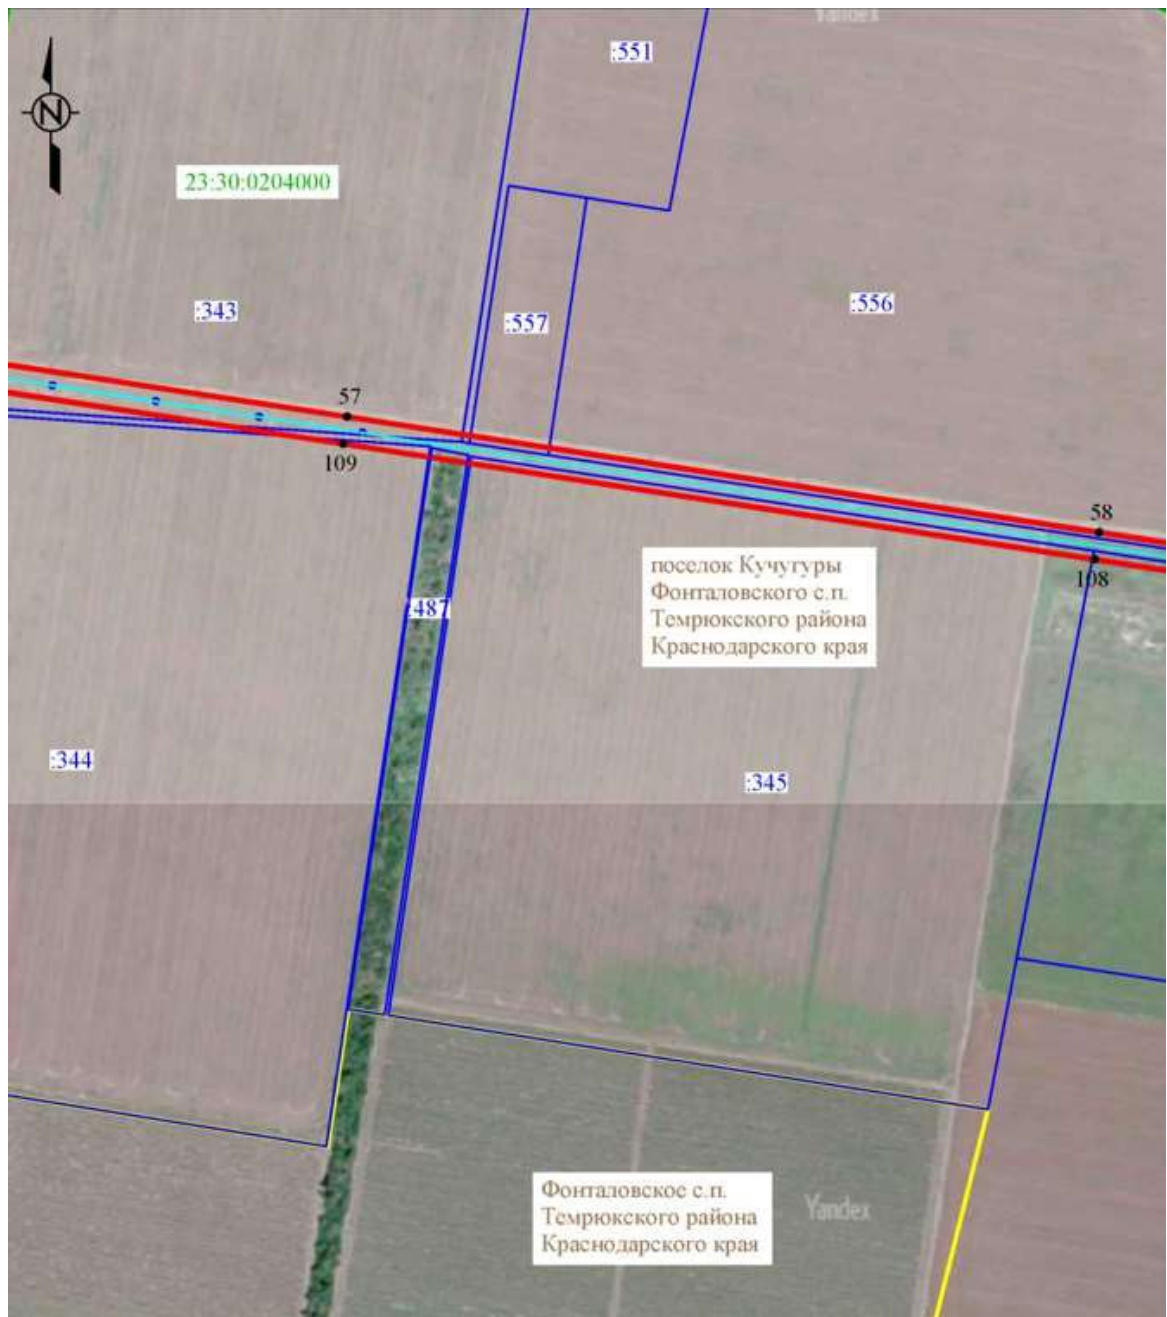 Yandex
:551
N
23:30:0204000
:343
:557
:556
57
109
58
108
поселок Кучугуры
Фонталовского с.п.
Темрюкского района
Краснодарского края
:487
:344
:345
Фонталовское с.п.
Темрюкского района
Краснодарского края
Yandex